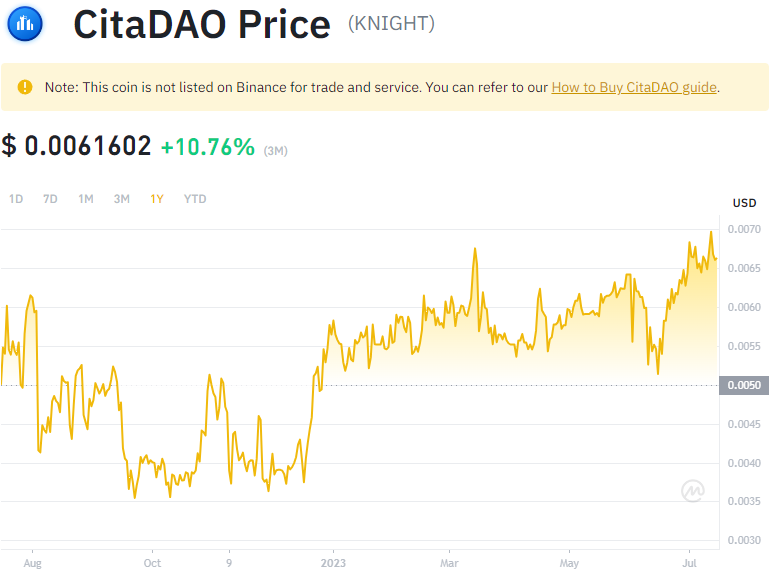 CitaDAO Price (KNIGHT)
Note: This coin is not listed on Binance for trade and service. You can refer to our How to Buy CitaDAO guide.
$ 0.0061602 +10.76% (3M)
1D 7D 1M 3M 1Y YTD
USD
0.0070
0.0065
0.0060
0.0055
0.0050
0.0045
0.0040
0.0035
0.0030
Aug Oct 9 2023 Mar May Jul